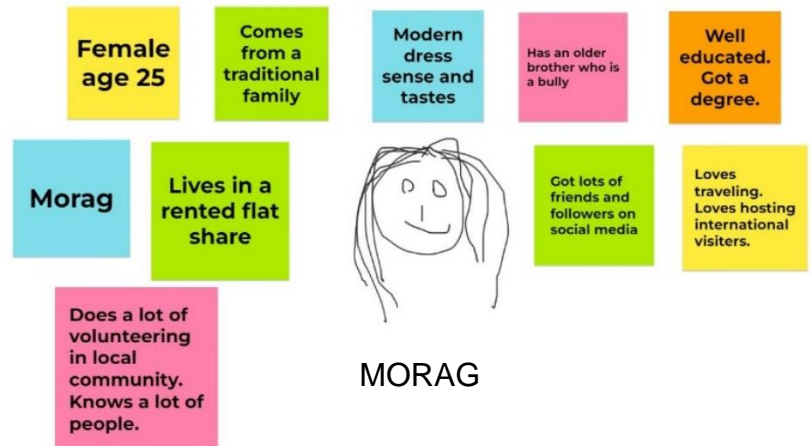 Female
age 25
Comes
from a
traditional
family
Modern
dress
sense and
tastes
Has an older
brother who is
a bully
Well
educated.
Got a
degree.
Morag
Lives in a
rented flat
share
Got lots of
friends and
followers on
social media
Loves
traveling.
Loves hosting
international
visiters.
Does a lot of
volunteering
in local
community.
Knows a lot of
people.
MORAG